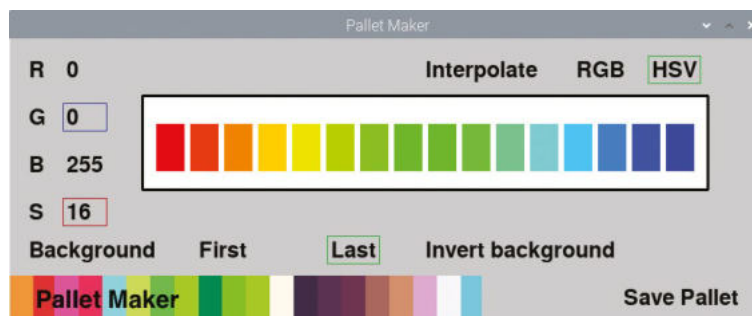 Pallet Maker
R 0 Interpolate RGB HSV
G 0
B 255
S 16
Background First Last Invert background
Pallet Maker Save Pallet